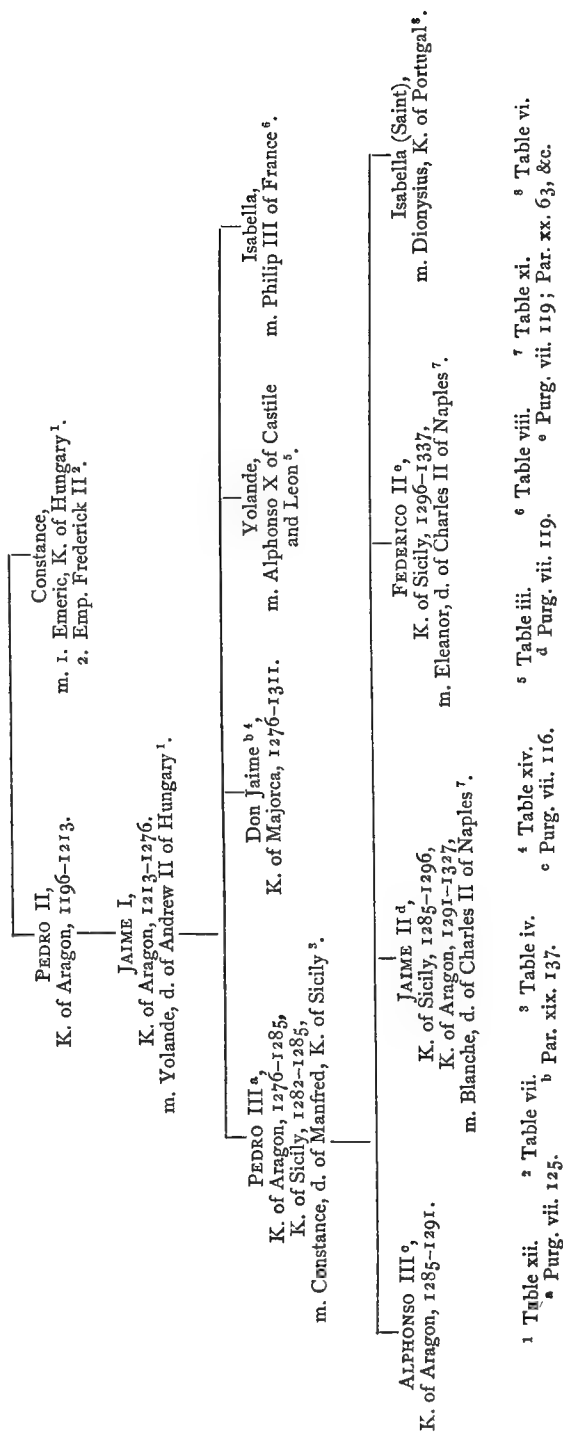 PEDRO II,
K. of Aragon, 1196–1213.
Constance,
m. 1. Emeric, K. of Hungary ¹.
2. Emp. Frederick II ².
JAIME I,
K. of Aragon, 1213–1276.
m. Yolande, d. of Andrew II of Hungary ¹.
PEDRO III ᵃ,
K. of Aragon, 1276–1285,
K. of Sicily, 1282–1285,
m. Constance, d. of Manfred, K. of Sicily ³.
Don Jaime ᵇ ⁴,
K. of Majorca, 1276–1311.
Yolande,
m. Alphonso X of Castile
and Leon ⁵.
Isabella,
m. Philip III of France ⁶.
ALPHONSO III ᶜ,
K. of Aragon, 1285–1291.
JAIME II ᵈ,
K. of Sicily, 1285–1296,
K. of Aragon, 1291–1327,
m. Blanche, d. of Charles II of Naples ⁷.
FEDERICO II ᵉ,
K. of Sicily, 1296–1337,
m. Eleanor, d. of Charles II of Naples ⁷.
Isabella (Saint),
m. Dionysius, K. of Portugal ⁸.
¹ Table xii. ² Table vii. ³ Table iv. ⁴ Table xiv. ⁵ Table iii. ⁶ Table viii. ⁷ Table xi. ⁸ Table vi.
ᵃ Purg. vii. 125. ᵇ Par. xix. 137. ᶜ Purg. vii. 116. ᵈ Purg. vii. 119. ᵉ Purg. vii. 119; Par. xx. 63, &c.